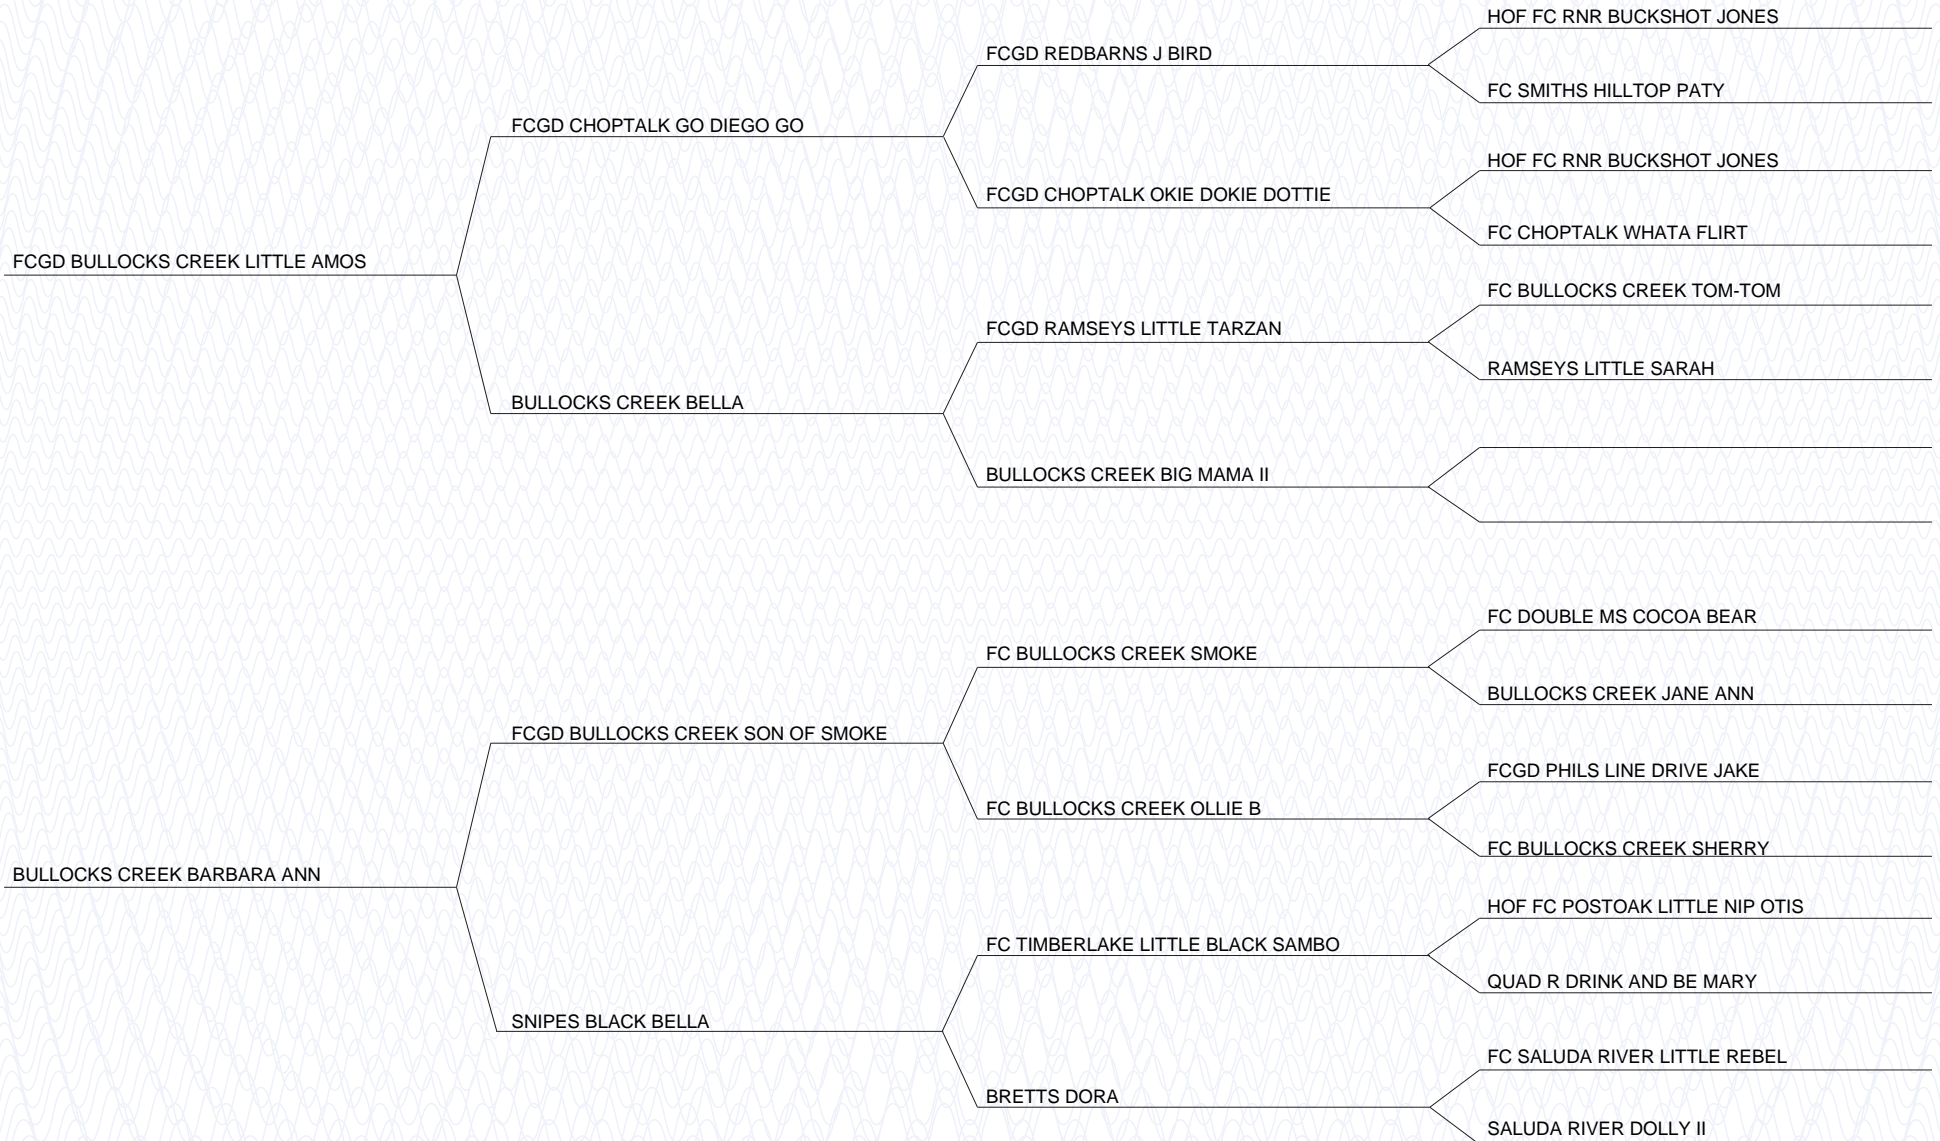 HOF FC RNR BUCKSHOT JONES
FCGD REDBARNS J BIRD
FC SMITHS HILLTOP PATY
FCGD CHOPTALK GO DIEGO GO
HOF FC RNR BUCKSHOT JONES
FCGD CHOPTALK OKIE DOKIE DOTTIE
FC CHOPTALK WHATA FLIRT
FCGD BULLOCKS CREEK LITTLE AMOS
FC BULLOCKS CREEK TOM-TOM
FCGD RAMSEYS LITTLE TARZAN
RAMSEYS LITTLE SARAH
BULLOCKS CREEK BELLA
BULLOCKS CREEK BIG MAMA II
FC DOUBLE MS COCOA BEAR
FC BULLOCKS CREEK SMOKE
BULLOCKS CREEK JANE ANN
FCGD BULLOCKS CREEK SON OF SMOKE
FCGD PHILS LINE DRIVE JAKE
FC BULLOCKS CREEK OLLIE B
FC BULLOCKS CREEK SHERRY
BULLOCKS CREEK BARBARA ANN
HOF FC POSTOAK LITTLE NIP OTIS
FC TIMBERLAKE LITTLE BLACK SAMBO
QUAD R DRINK AND BE MARY
SNIPES BLACK BELLA
FC SALUDA RIVER LITTLE REBEL
BRETTS DORA
SALUDA RIVER DOLLY II